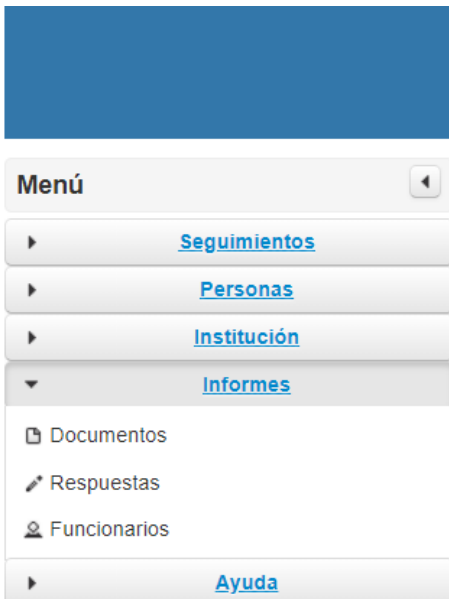 Menú
Seguimientos
Personas
Institución
Informes
Documentos
Respuestas
Funcionarios
Ayuda